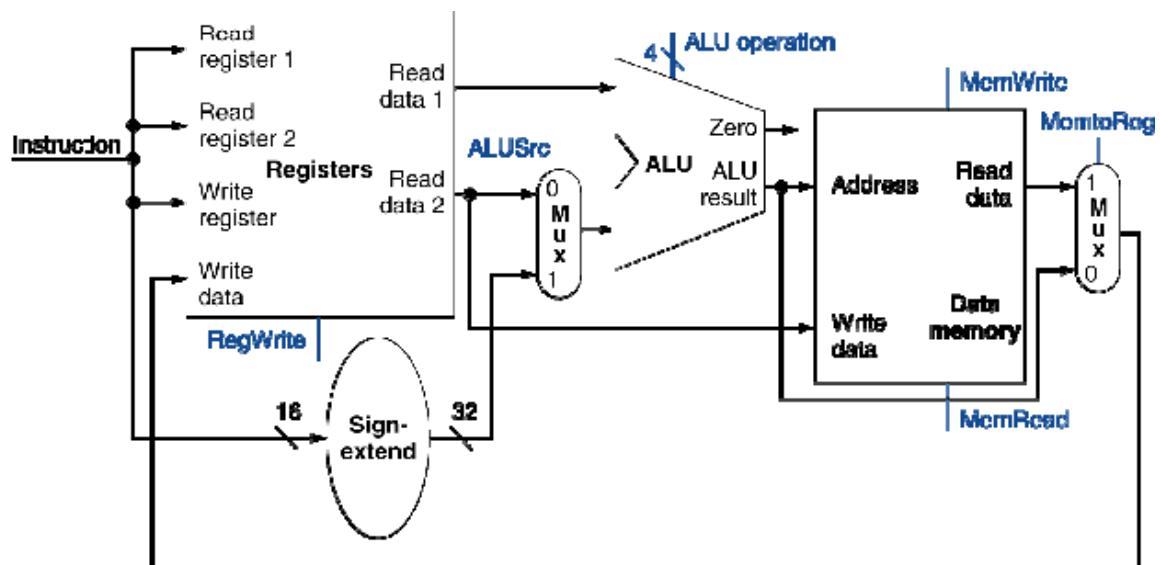 Read
register 1
Read
register 2
Instruction
Registers
Write
register
Write
data
Read
data 1
Read
data 2
RegWrite
16
Sign-
extend
32
ALUSrc
0
M
u
x
1
4
ALU operation
Zero
ALU
ALU
result
MemWrite
Address
Read
data
Write
data
Data
memory
MemRead
MemtoReg
1
M
u
x
0